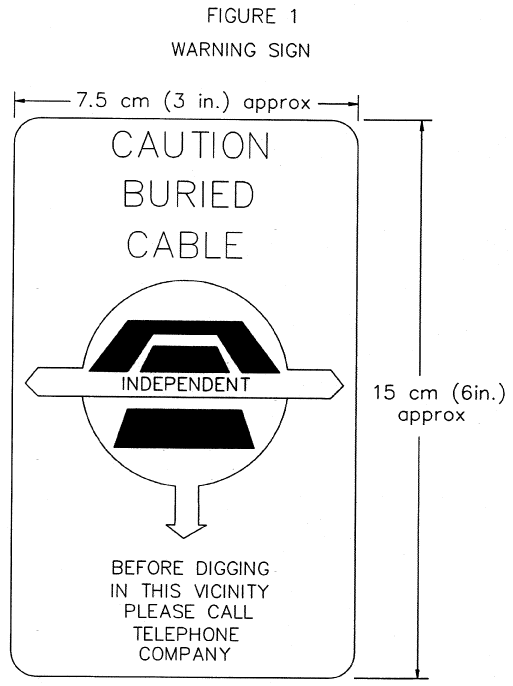 FIGURE 1
WARNING SIGN
7.5 cm (3 in.) approx
CAUTION
BURIED
CABLE
INDEPENDENT
15 cm (6in.)
approx
BEFORE DIGGING
IN THIS VICINITY
PLEASE CALL
TELEPHONE
COMPANY